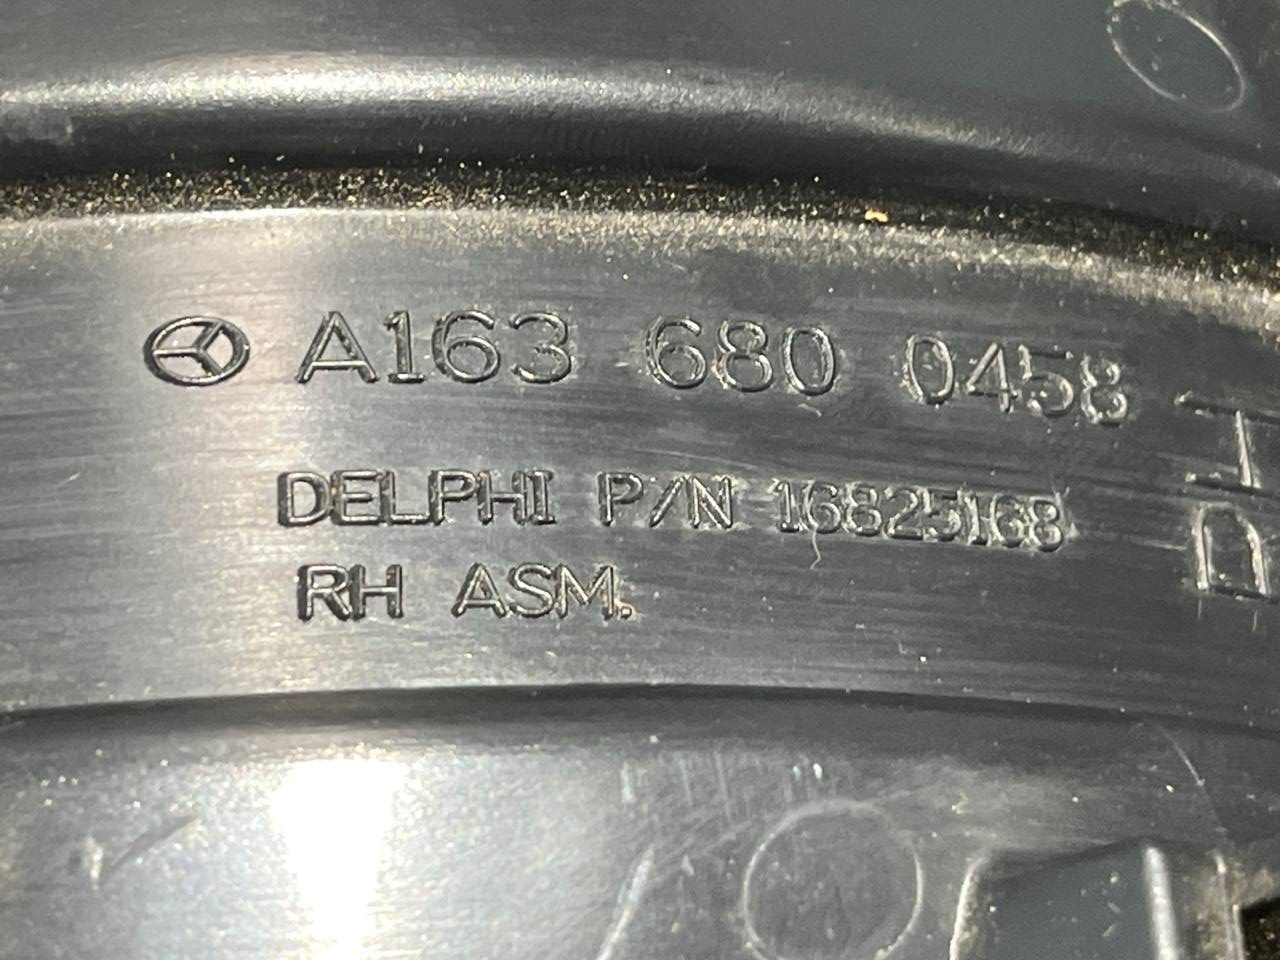 A163 680 0458
DELPHI P/N 16825168
RH ASM.